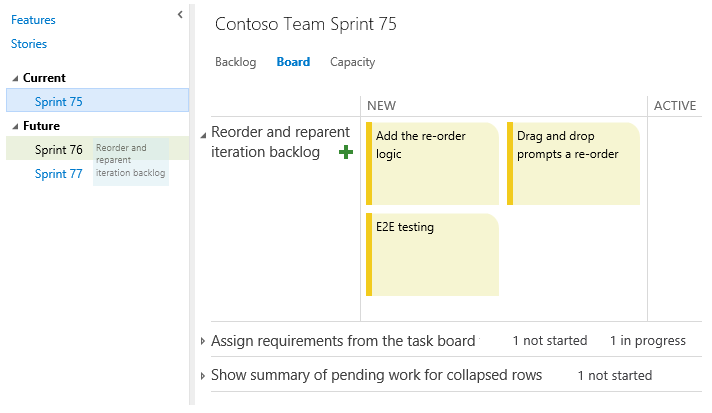 Features
Stories
Current
Sprint 75
Future
Sprint 76
Sprint 77
Reorder and
reparent
iteration backlog
Contoso Team Sprint 75
Backlog Board Capacity
NEW ACTIVE
Reorder and reparent
iteration backlog
Add the re-order
logic
Drag and drop
prompts a re-order
E2E testing
Assign requirements from the task board 1 not started 1 in progress
Show summary of pending work for collapsed rows 1 not started